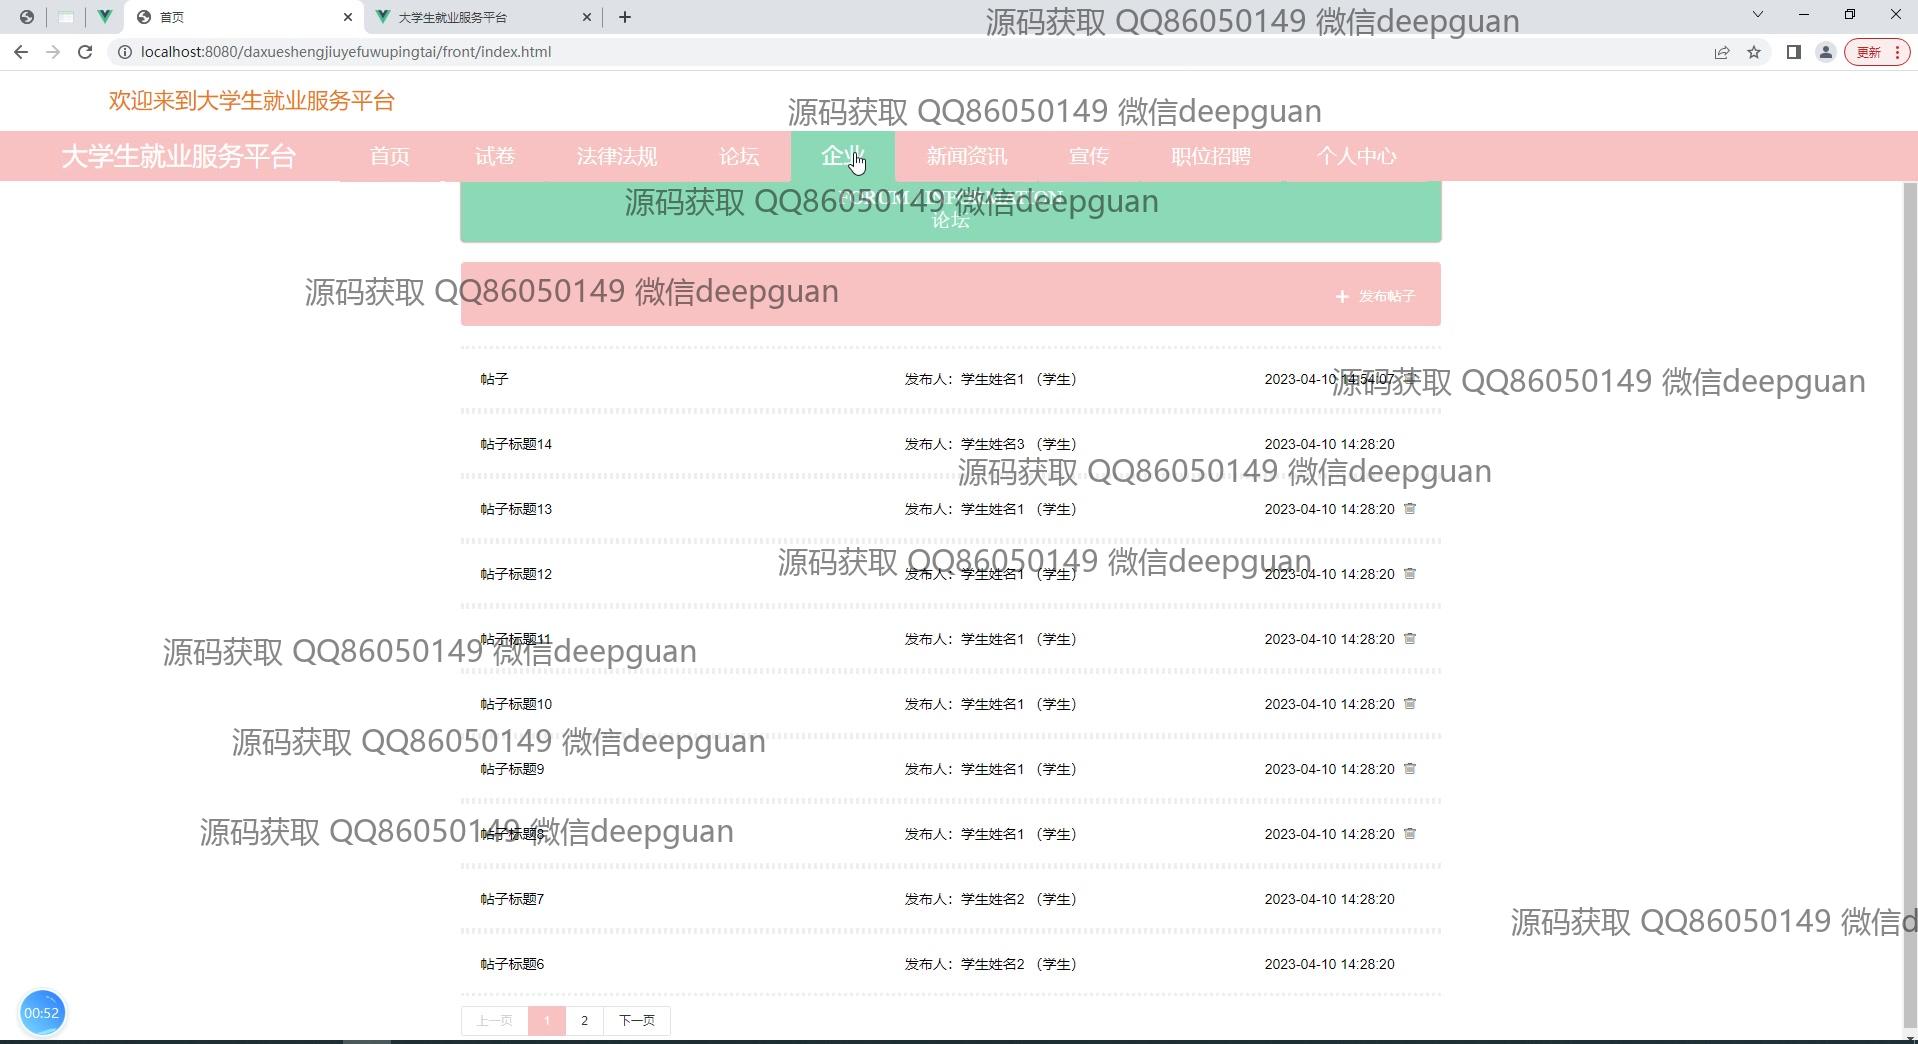 首页
大学生就业服务平台
源码获取 QQ86050149 微信deepguan
localhost:8080/daxueshengjiuyefuwupingtai/front/index.html
更新
欢迎来到大学生就业服务平台
源码获取 QQ86050149 微信deepguan
大学生就业服务平台 首页 试卷 法律法规 论坛 企业 新闻资讯 宣传 职位招聘 个人中心
FORUM INFORMATION
源码获取 QQ86050149 微信deepguan
论坛
源码获取 QQ86050149 微信deepguan
发布帖子
帖子 发布人：学生姓名1 （学生） 2023-04-10 14:54:07
源码获取 QQ86050149 微信deepguan
帖子标题14 发布人：学生姓名3 （学生） 2023-04-10 14:28:20
源码获取 QQ86050149 微信deepguan
帖子标题13 发布人：学生姓名1 （学生） 2023-04-10 14:28:20
源码获取 QQ86050149 微信deepguan
帖子标题12 发布人：学生姓名1 （学生） 2023-04-10 14:28:20
帖子标题11 发布人：学生姓名1 （学生） 2023-04-10 14:28:20
源码获取 QQ86050149 微信deepguan
帖子标题10 发布人：学生姓名1 （学生） 2023-04-10 14:28:20
源码获取 QQ86050149 微信deepguan
帖子标题9 发布人：学生姓名1 （学生） 2023-04-10 14:28:20
源码获取 QQ86050149 微信deepguan
帖子标题8 发布人：学生姓名1 （学生） 2023-04-10 14:28:20
帖子标题7 发布人：学生姓名2 （学生） 2023-04-10 14:28:20
源码获取 QQ86050149 微信d
帖子标题6 发布人：学生姓名2 （学生） 2023-04-10 14:28:20
00:52
上一页 1 2 下一页